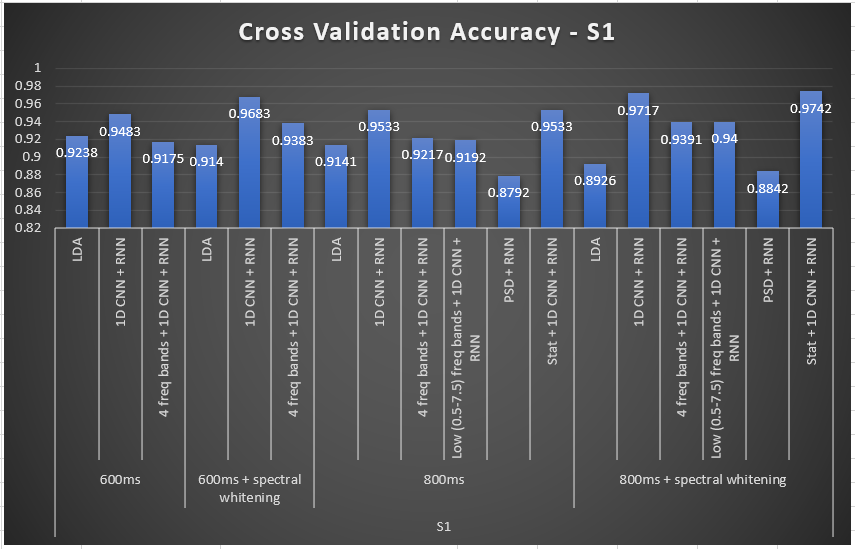 Cross Validation Accuracy - S1
1
0.98
0.96
0.94
0.92
0.9
0.88
0.86
0.84
0.82
0.9238
0.9483
0.9175
0.914
0.9683
0.9383
0.9141
0.9533
0.9217
0.9192
0.8792
0.9533
0.8926
0.9717
0.9391
0.94
0.8842
0.9742
LDA
1D CNN + RNN
4 freq bands + 1D CNN + RNN
LDA
1D CNN + RNN
4 freq bands + 1D CNN + RNN
LDA
1D CNN + RNN
4 freq bands + 1D CNN + RNN
Low (0.5-7.5) freq bands + 1D CNN +
RNN
PSD + RNN
Stat + 1D CNN + RNN
LDA
1D CNN + RNN
4 freq bands + 1D CNN + RNN
Low (0.5-7.5) freq bands + 1D CNN +
RNN
PSD + RNN
Stat + 1D CNN + RNN
600ms
600ms + spectral
whitening
800ms
800ms + spectral whitening
S1